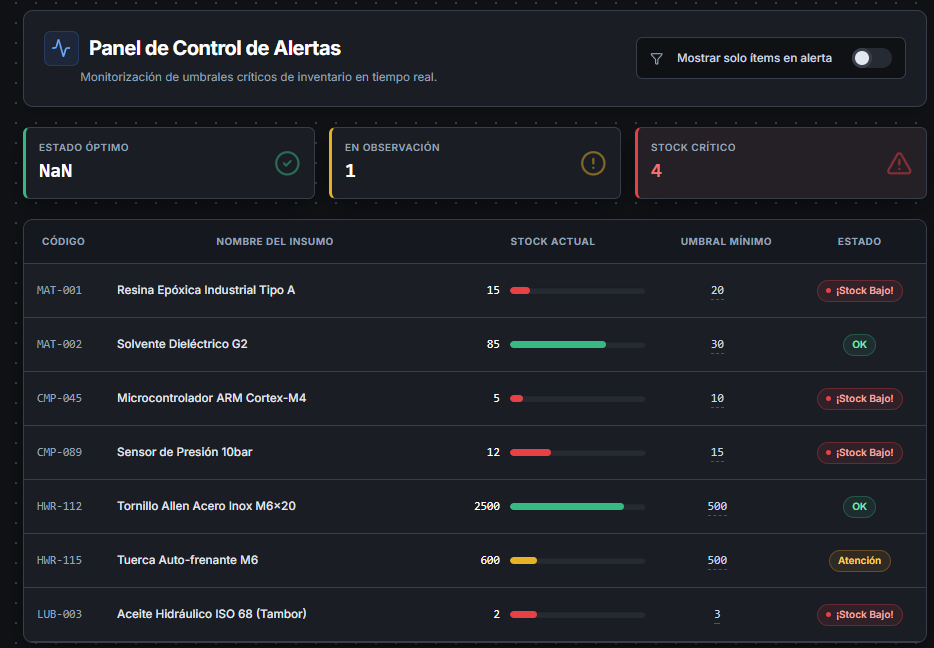 Panel de Control de Alertas
Monitorización de umbrales críticos de inventario en tiempo real.
Mostrar solo ítems en alerta
ESTADO ÓPTIMO
NaN
EN OBSERVACIÓN
1
STOCK CRÍTICO
4
CÓDIGO NOMBRE DEL INSUMO STOCK ACTUAL UMBRAL MÍNIMO ESTADO
MAT-001 Resina Epóxica Industrial Tipo A 15 20 ¡Stock Bajo!
MAT-002 Solvente Dieléctrico G2 85 30 OK
CMP-045 Microcontrolador ARM Cortex-M4 5 10 ¡Stock Bajo!
CMP-089 Sensor de Presión 10bar 12 15 ¡Stock Bajo!
HWR-112 Tornillo Allen Acero Inox M6×20 2500 500 OK
HWR-115 Tuerca Auto-frenante M6 600 500 Atención
LUB-003 Aceite Hidráulico ISO 68 (Tambor) 2 3 ¡Stock Bajo!